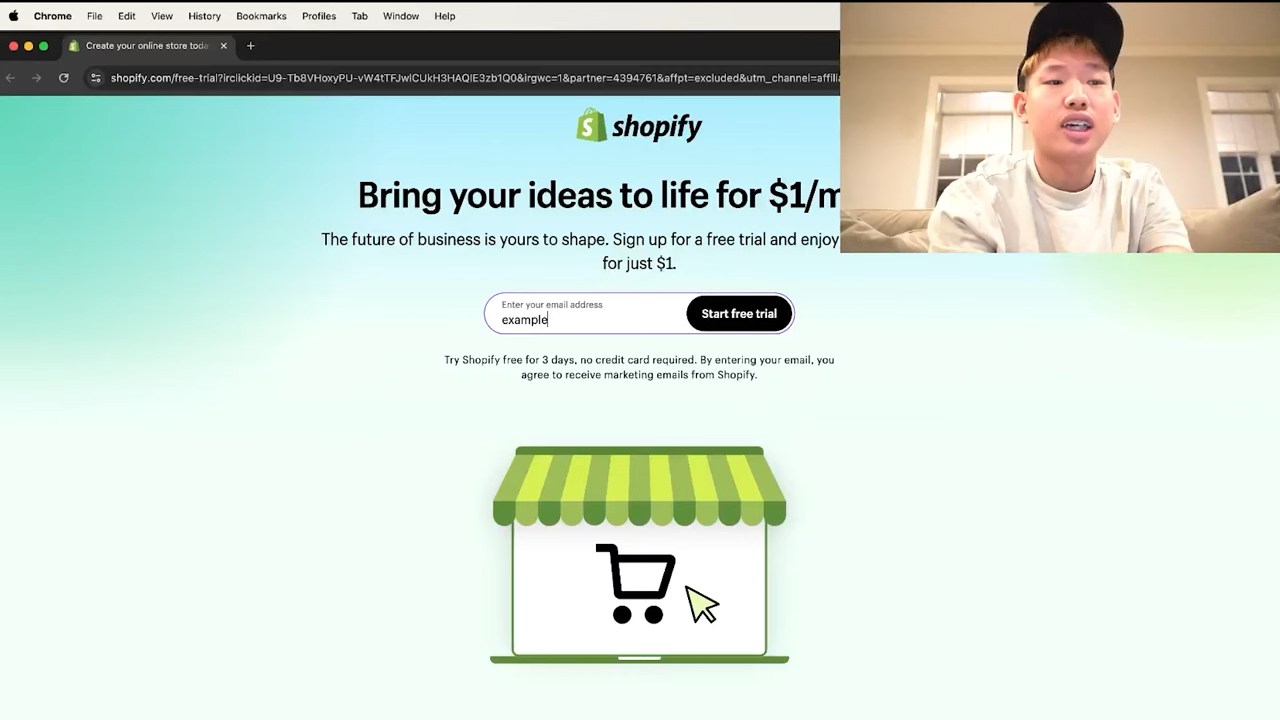 Chrome File Edit View History Bookmarks Profiles Tab Window Help
Create your online store toda
shopify.com/free-trial?irclickid=U9-Tb8VHoxyPU-vW4tTFJwlCUkH3HAQIE3zb1Q0&irgwc=1&partner=4394761&affpt=excluded&utm_channel=affilia
shopify
Bring your ideas to life for $1/m
The future of business is yours to shape. Sign up for a free trial and enjoy
for just $1.
Enter your email address
example
Start free trial
Try Shopify free for 3 days, no credit card required. By entering your email, you
agree to receive marketing emails from Shopify.